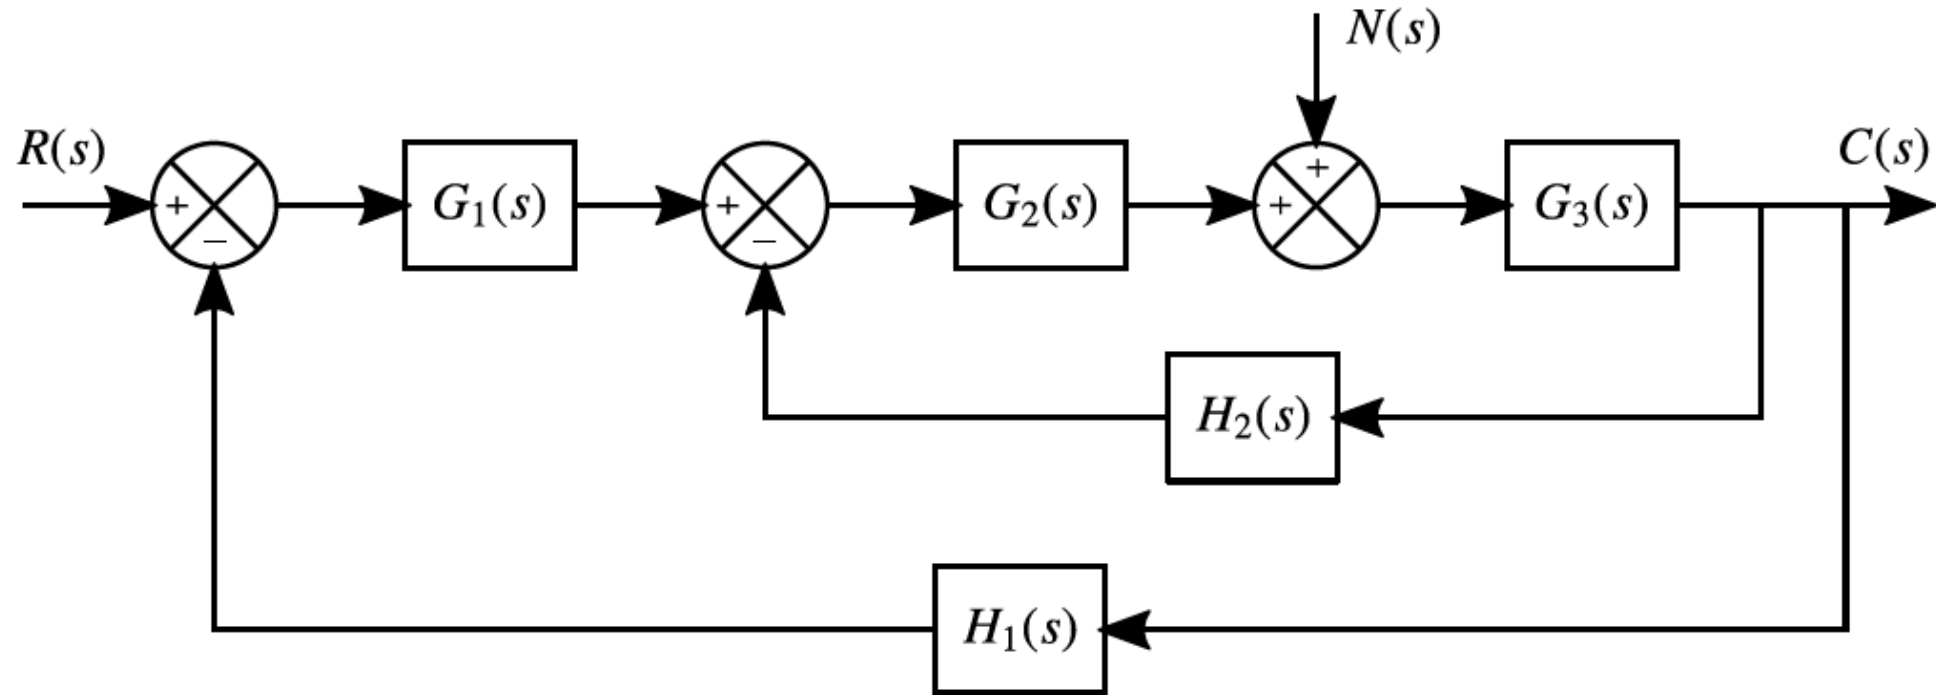 N(s)
R(s)
C(s)
+
−
G₁(s)
+
−
G₂(s)
+
+
G₃(s)
H₂(s)
H₁(s)